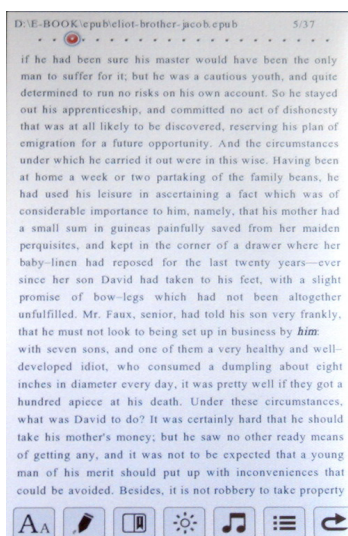 D:\E-BOOK\epub\eliot-brother-jacob.epub 5/37
if he had been sure his master would have been the only
man to suffer for it; but he was a cautious youth, and quite
determined to run no risks on his own account. So he stayed
out his apprenticeship, and committed no act of dishonesty
that was at all likely to be discovered, reserving his plan of
emigration for a future opportunity. And the circumstances
under which he carried it out were in this wise. Having been
at home a week or two partaking of the family beans, he
had used his leisure in ascertaining a fact which was of
considerable importance to him, namely, that his mother had
a small sum in guineas painfully saved from her maiden
perquisites, and kept in the corner of a drawer where her
baby-linen had reposed for the last twenty years—ever
since her son David had taken to his feet, with a slight
promise of bow-legs which had not been altogether
unfulfilled. Mr. Faux, senior, had told his son very frankly,
that he must not look to being set up in business by him:
with seven sons, and one of them a very healthy and well-
developed idiot, who consumed a dumpling about eight
inches in diameter every day, it was pretty well if they got a
hundred apiece at his death. Under these circumstances,
what was David to do? It was certainly hard that he should
take his mother's money; but he saw no other ready means
of getting any, and it was not to be expected that a young
man of his merit should put up with inconveniences that
could be avoided. Besides, it is not robbery to take property
AA